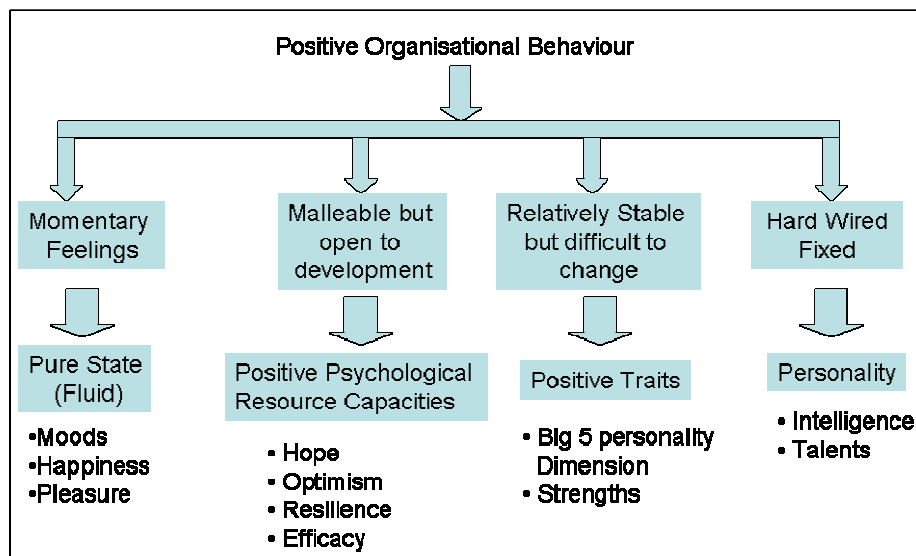 Positive Organisational Behaviour
Momentary
Feelings
Malleable but
open to
development
Relatively Stable
but difficult to
change
Hard Wired
Fixed
Pure State
(Fluid)
•Moods
•Happiness
•Pleasure
Positive Psychological
Resource Capacities
• Hope
• Optimism
• Resilience
• Efficacy
Positive Traits
• Big 5 personality
Dimension
• Strengths
Personality
• Intelligence
• Talents